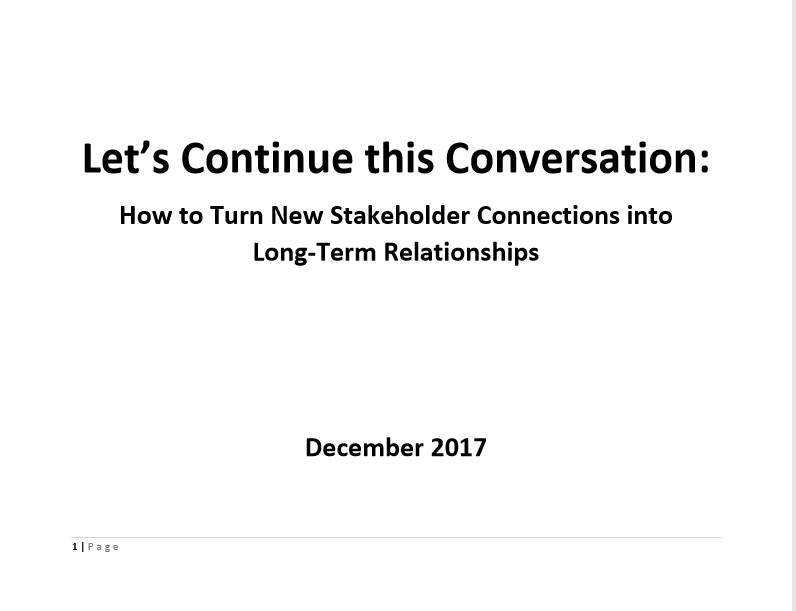 Let’s Continue this Conversation:
How to Turn New Stakeholder Connections into
Long-Term Relationships
December 2017
1 | Page